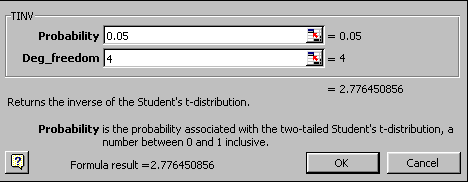 TINV
Probability 0.05 = 0.05
Deg_freedom 4 = 4
= 2.776450856
Returns the inverse of the Student's t-distribution.
Probability is the probability associated with the two-tailed Student's t-distribution, a
number between 0 and 1 inclusive.
? Formula result =2.776450856 OK Cancel